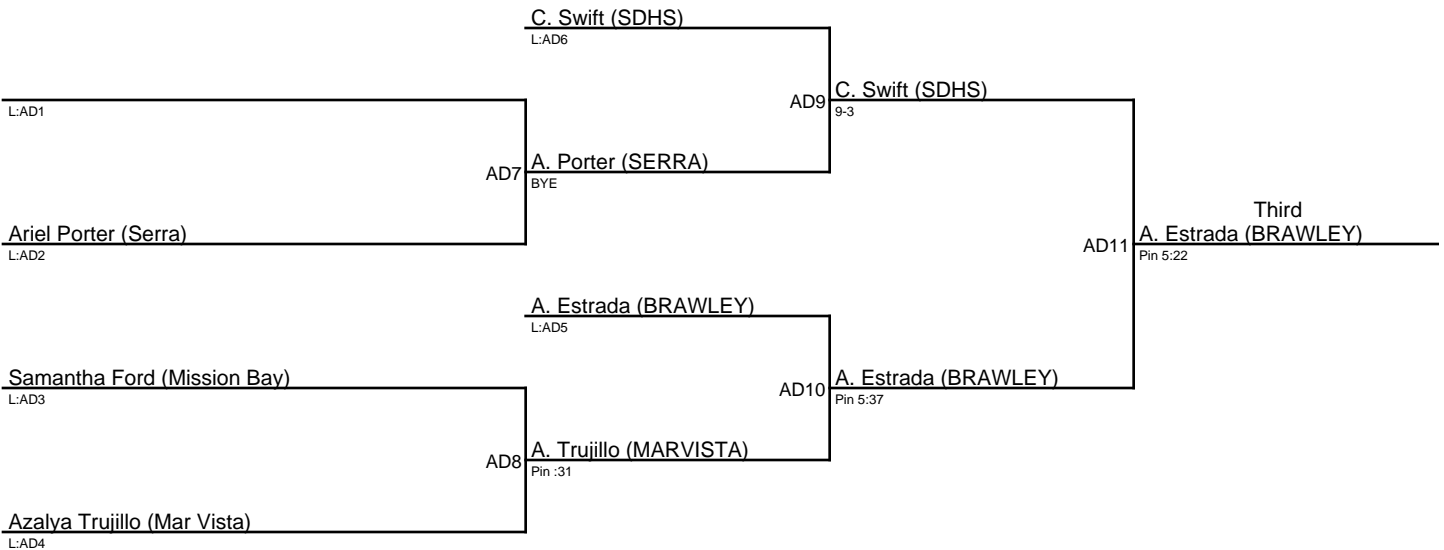 C. Swift (SDHS)
L:AD6
C. Swift (SDHS)
AD9
9-3
L:AD1
A. Porter (SERRA)
AD7
BYE
Third
Ariel Porter (Serra)
A. Estrada (BRAWLEY)
AD11
L:AD2
Pin 5:22
A. Estrada (BRAWLEY)
L:AD5
Samantha Ford (Mission Bay)
A. Estrada (BRAWLEY)
AD10
L:AD3
Pin 5:37
A. Trujillo (MARVISTA)
AD8
Pin :31
Azalya Trujillo (Mar Vista)
L:AD4